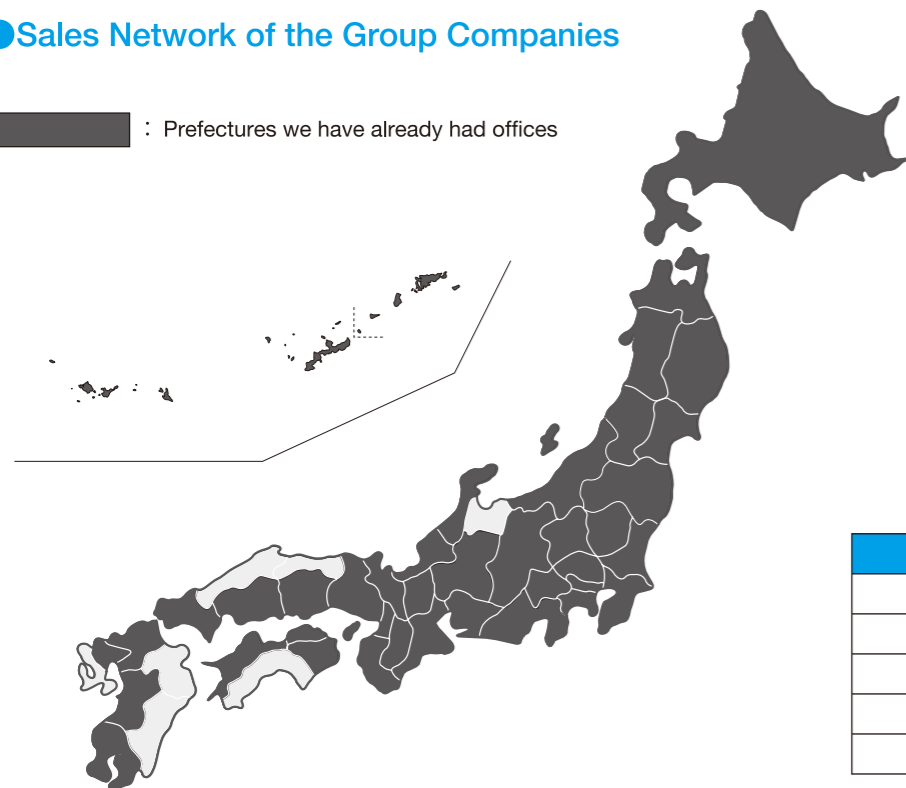 ●Sales Network of the Group Companies
： Prefectures we have already had offices